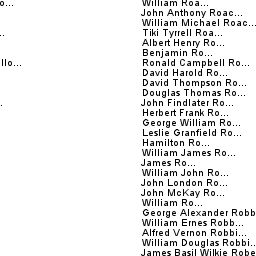 o...
William Roa...
John Anthony Roac...
William Michael Roac...
..
Tiki Tyrrell Roa...
Albert Henry Ro...
Benjamin Ro...
llo...
Ronald Campbell Ro...
David Harold Ro...
David Thompson Ro...
Douglas Thomas Ro...
..
John Findlater Ro...
Herbert Frank Ro...
George William Ro...
Leslie Granfield Ro...
Hamilton Ro...
William James Ro...
James Ro...
William John Ro...
John London Ro...
John McKay Ro...
William Ro...
George Alexander Robb
William Ernes Robb...
Alfred Vernon Robbi...
William Douglas Robbi..
James Basil Wilkie Robe